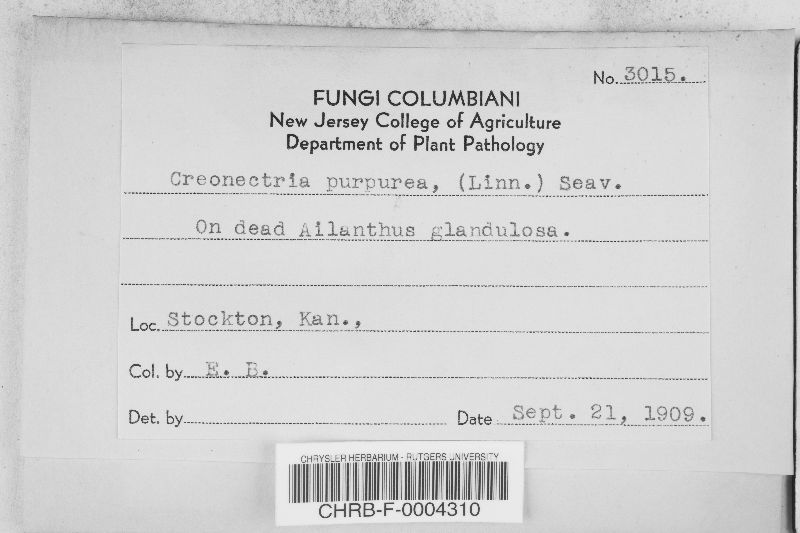 No. 3015.
FUNGI COLUMBIANI
New Jersey College of Agriculture
Department of Plant Pathology
Creonectria purpurea, (Linn.) Seav.
On dead Ailanthus glandulosa.
Loc. Stockton, Kan.,
Col. by E. B.
Det. by Date Sept. 21, 1909.
CHRYSLER HERBARIUM - RUTGERS UNIVERSITY
CHRB-F-0004310